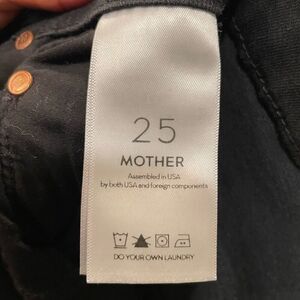 25
MOTHER
Assembled in USA
by both USA and foreign components
DO YOUR OWN LAUNDRY